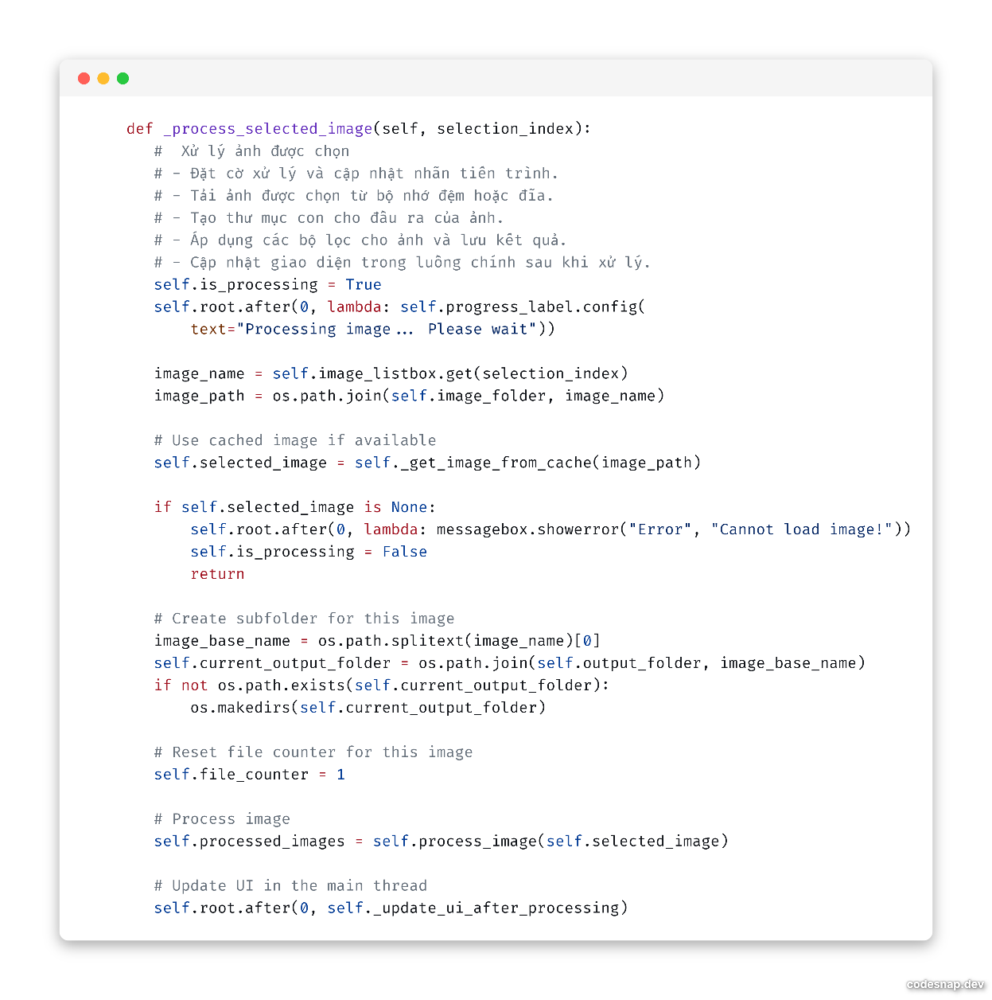 def _process_selected_image(self, selection_index):
#  Xử lý ảnh được chọn
# - Đặt cờ xử lý và cập nhật nhãn tiến trình.
# - Tải ảnh được chọn từ bộ nhớ đệm hoặc đĩa.
# - Tạo thư mục con cho đầu ra của ảnh.
# - Áp dụng các bộ lọc cho ảnh và lưu kết quả.
# - Cập nhật giao diện trong luồng chính sau khi xử lý.
self.is_processing = True
self.root.after(0, lambda: self.progress_label.config(
text="Processing image... Please wait"))
image_name = self.image_listbox.get(selection_index)
image_path = os.path.join(self.image_folder, image_name)
# Use cached image if available
self.selected_image = self._get_image_from_cache(image_path)
if self.selected_image is None:
self.root.after(0, lambda: messagebox.showerror("Error", "Cannot load image!"))
self.is_processing = False
return
# Create subfolder for this image
image_base_name = os.path.splitext(image_name)[0]
self.current_output_folder = os.path.join(self.output_folder, image_base_name)
if not os.path.exists(self.current_output_folder):
os.makedirs(self.current_output_folder)
# Reset file counter for this image
self.file_counter = 1
# Process image
self.processed_images = self.process_image(self.selected_image)
# Update UI in the main thread
self.root.after(0, self._update_ui_after_processing)
codesnap.dev